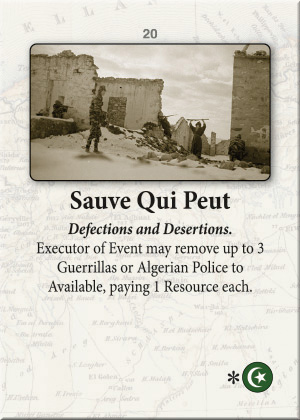 20
Sauve Qui Peut
Defections and Desertions.
Executor of Event may remove up to 3
Guerrillas or Algerian Police to
Available, paying 1 Resource each.
*